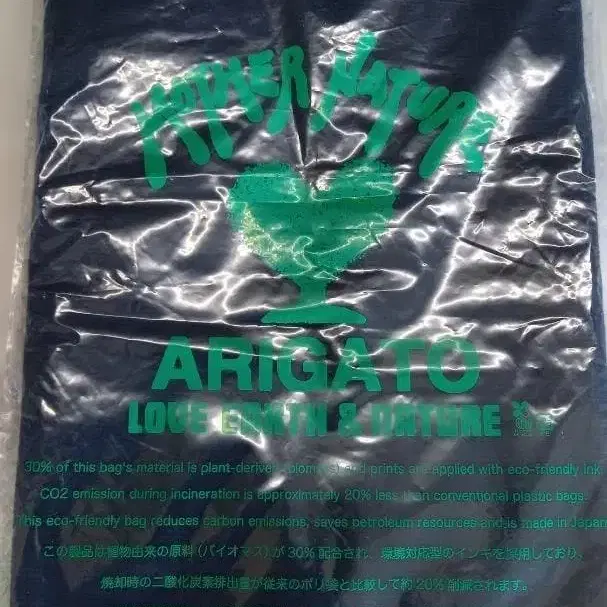 MOTHER NATURE
ARIGATO
LOVE EARTH & NATURE
30% of this bag's material is plant-derived (biomass) and prints are applied with eco-friendly ink.
CO2 emission during incineration is approximately 20% less than conventional plastic bags.
This eco-friendly bag reduces carbon emissions, saves petroleum resources and is made in Japan
この製品は植物由来の原料(バイオマス)が30%配合され、環境対応型のインキを採用しており、
焼却時の二酸化炭素排出量が従来のポリ袋と比較して約20%削減されます。